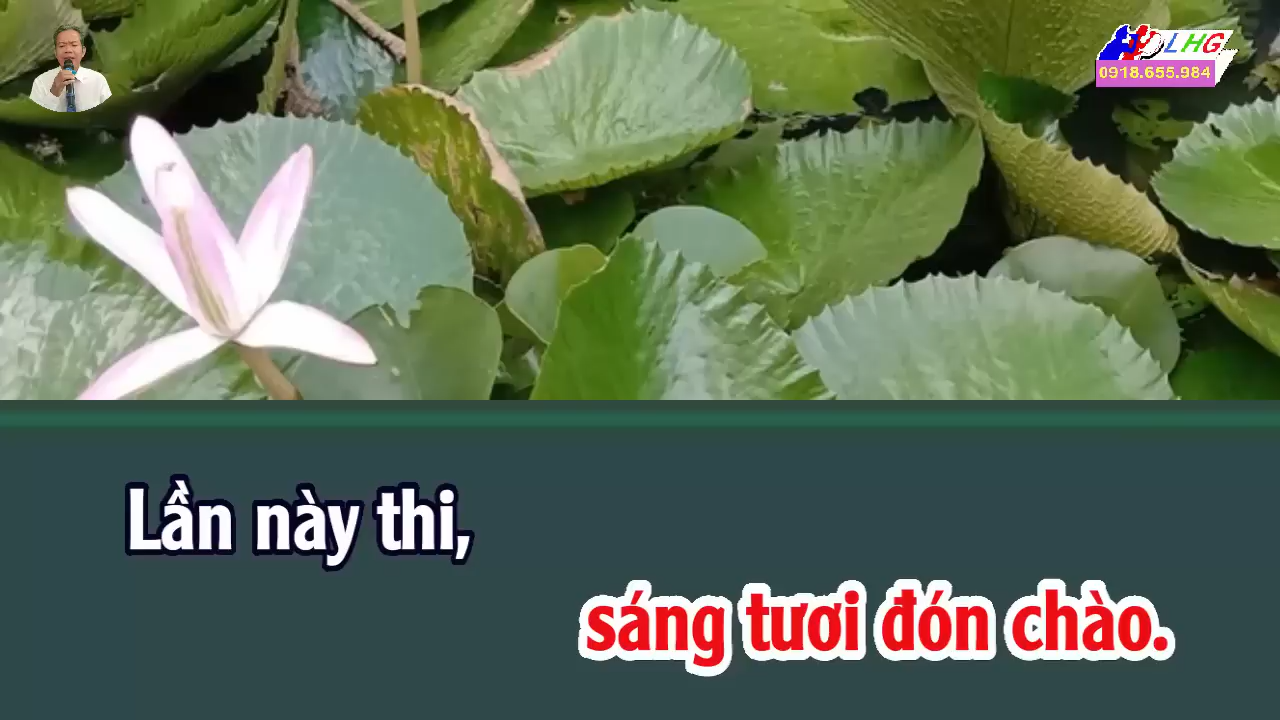 LHG
0918.655.984
Lần này thi,
sáng tươi đón chào.